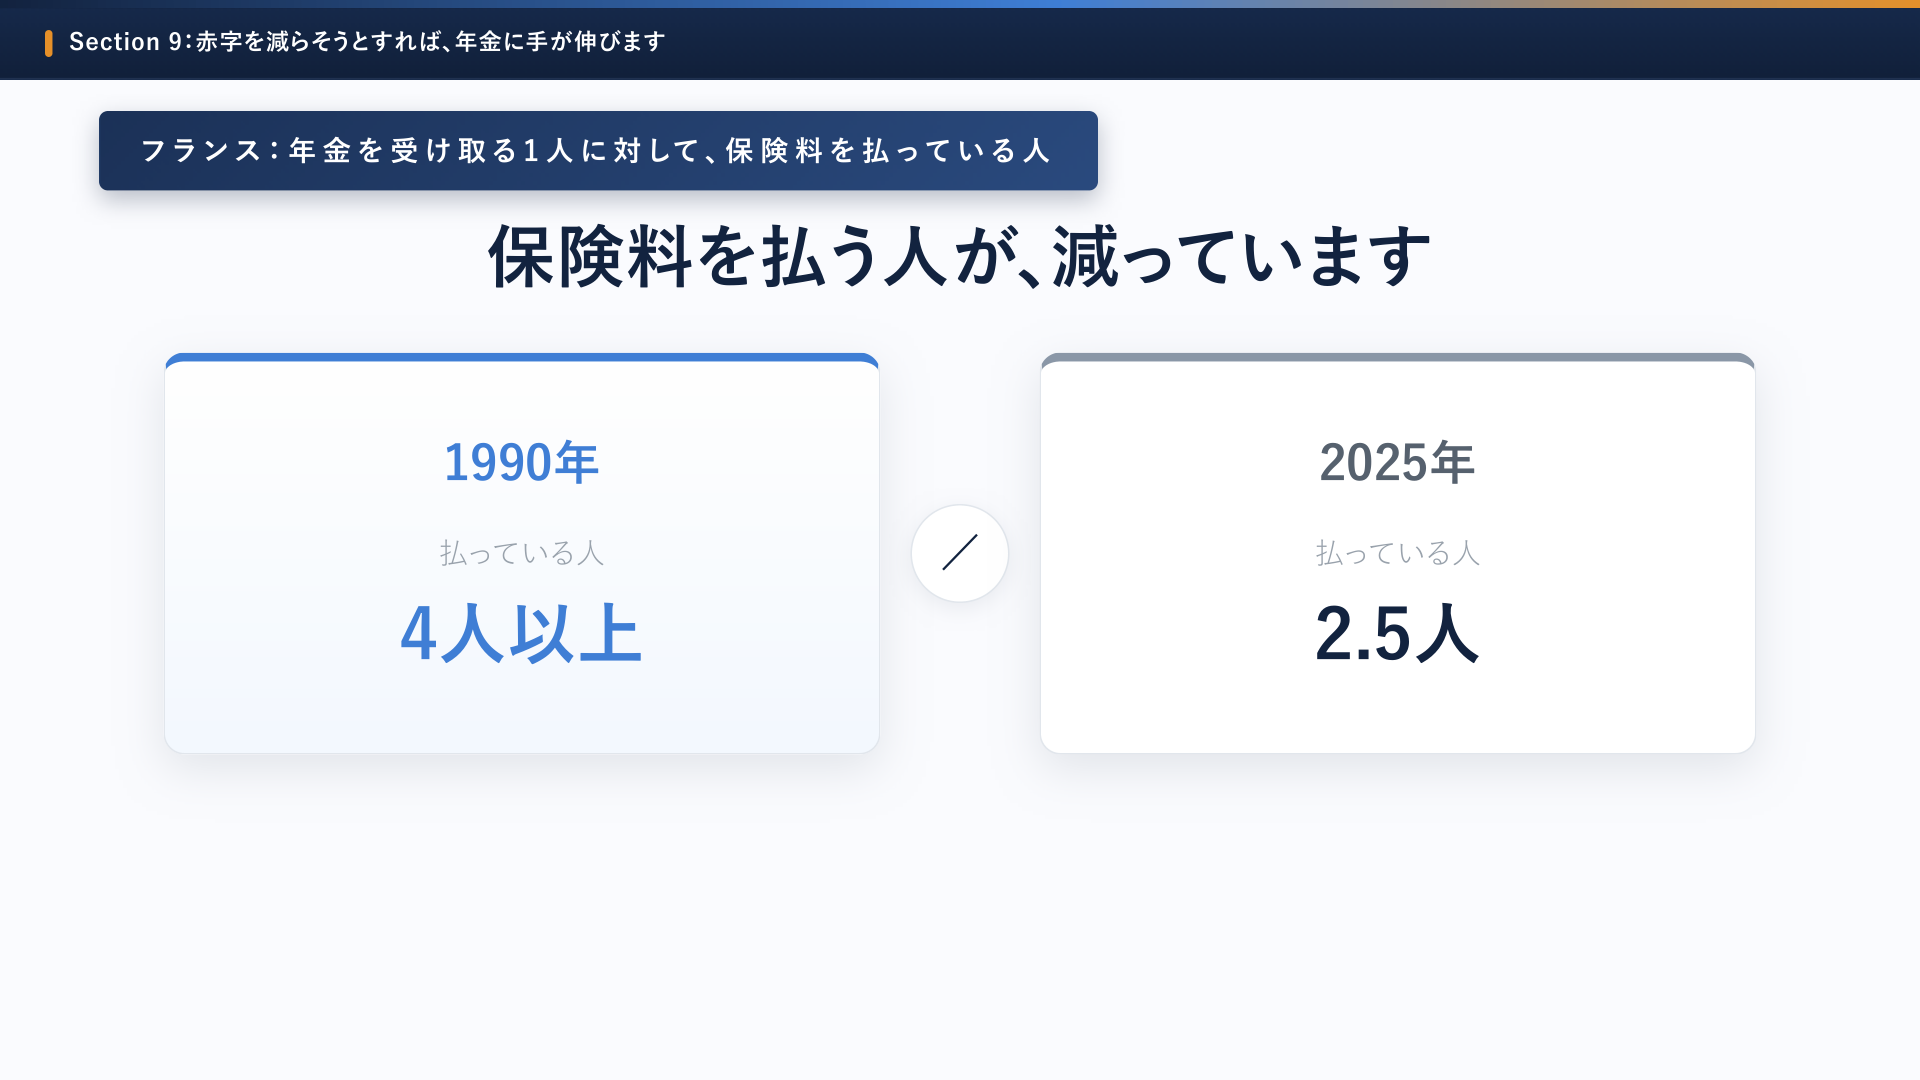 Section 9：赤字を減らそうとすれば、年金に手が伸びます
フランス：年金を受け取る1人に対して、保険料を払っている人
保険料を払う人が、減っています
1990年
払っている人
4人以上
／
2025年
払っている人
2.5人